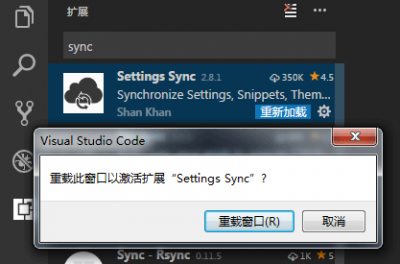 扩展
sync
Settings Sync 2.8.1 350K ★4.5
Synchronize Settings, Snippets, Them...
Shan Khan 重新加载
Visual Studio Code
重载此窗口以激活扩展“Settings Sync”?
重载窗口(R) 取消
Sync - Rsync 0.11.5 1K ★5